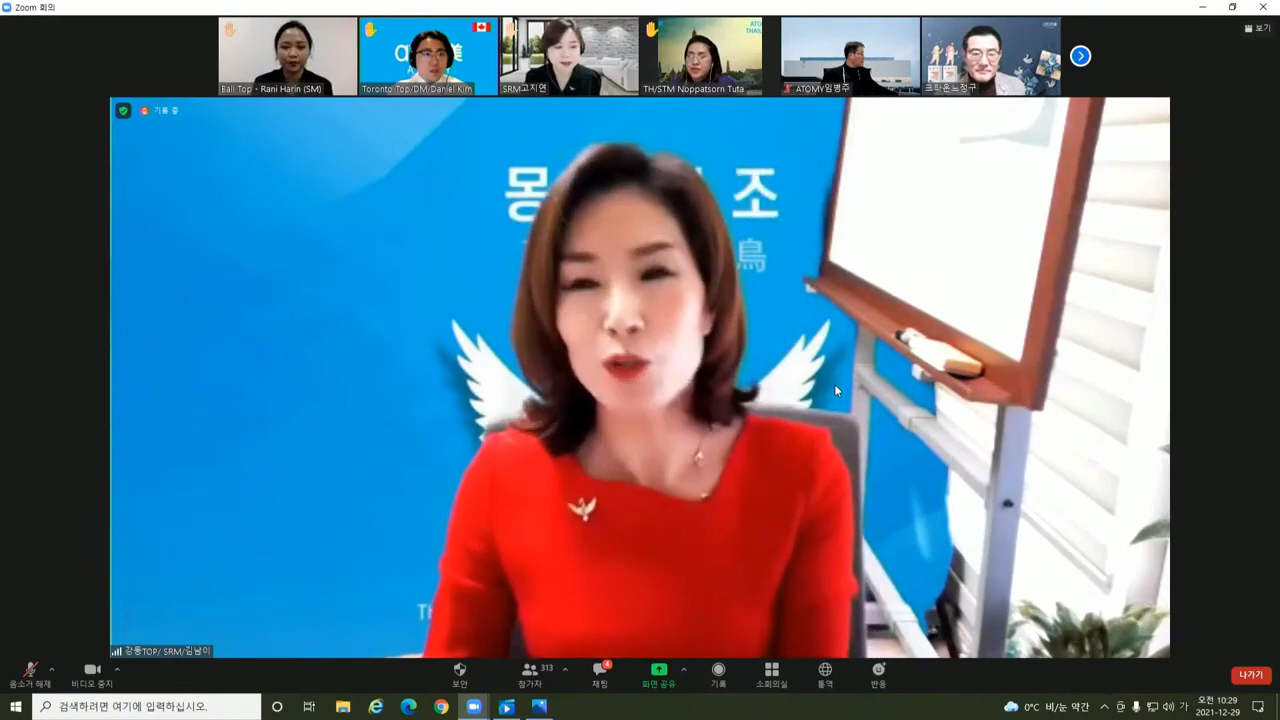 Zoom 회의
보기
Bali Top - Rani Harin (SM)
Toronto Top/DM/Daniel Kim
SRM고지연
TH/STM Noppatsorn Tuta
ATOMY임병주
크라운노정구
기록 중
몽
조
鳥
강동TOP/ SRM/김남이
음소거 해제
비디오 중지
보안
313
참가자
4
채팅
화면 공유
기록
소회의실
통역
반응
나가기
검색하려면 여기에 입력하십시오.
0°C 비/눈 약간
가
오전 10:29
2021-12-29